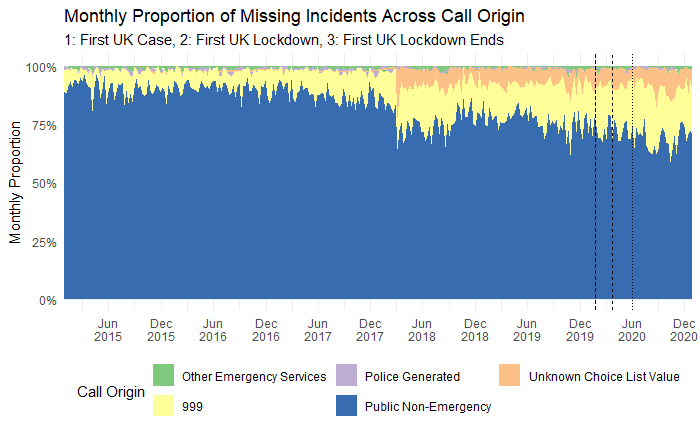 Monthly Proportion of Missing Incidents Across Call Origin
1: First UK Case, 2: First UK Lockdown, 3: First UK Lockdown Ends
Monthly Proportion
100%
75%
50%
25%
0%
Jun Dec Jun Dec Jun Dec Jun Dec Jun Dec Jun Dec
2015 2015 2016 2016 2017 2017 2018 2018 2019 2019 2020 2020
Call Origin
Other Emergency Services Police Generated Unknown Choice List Value
999 Public Non-Emergency